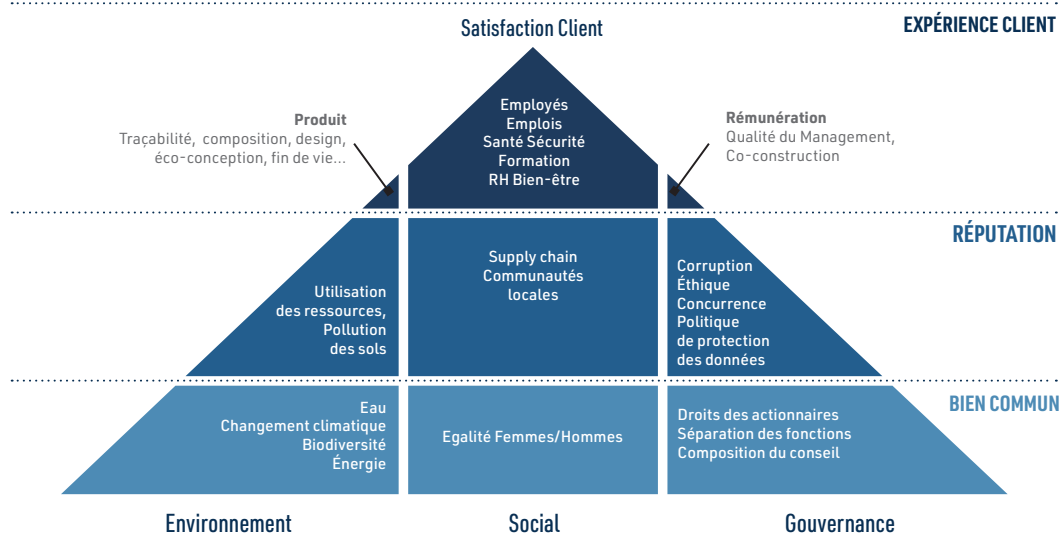 Satisfaction Client
EXPÉRIENCE CLIENT
Produit
Traçabilité, composition, design,
éco-conception, fin de vie...
Employés
Emplois
Santé Sécurité
Formation
RH Bien-être
Rémunération
Qualité du Management,
Co-construction
RÉPUTATION
Utilisation
des ressources,
Pollution
des sols
Supply chain
Communautés
locales
Corruption
Éthique
Concurrence
Politique
de protection
des données
BIEN COMMUN
Eau
Changement climatique
Biodiversité
Énergie
Egalité Femmes/Hommes
Droits des actionnaires
Séparation des fonctions
Composition du conseil
Environnement
Social
Gouvernance